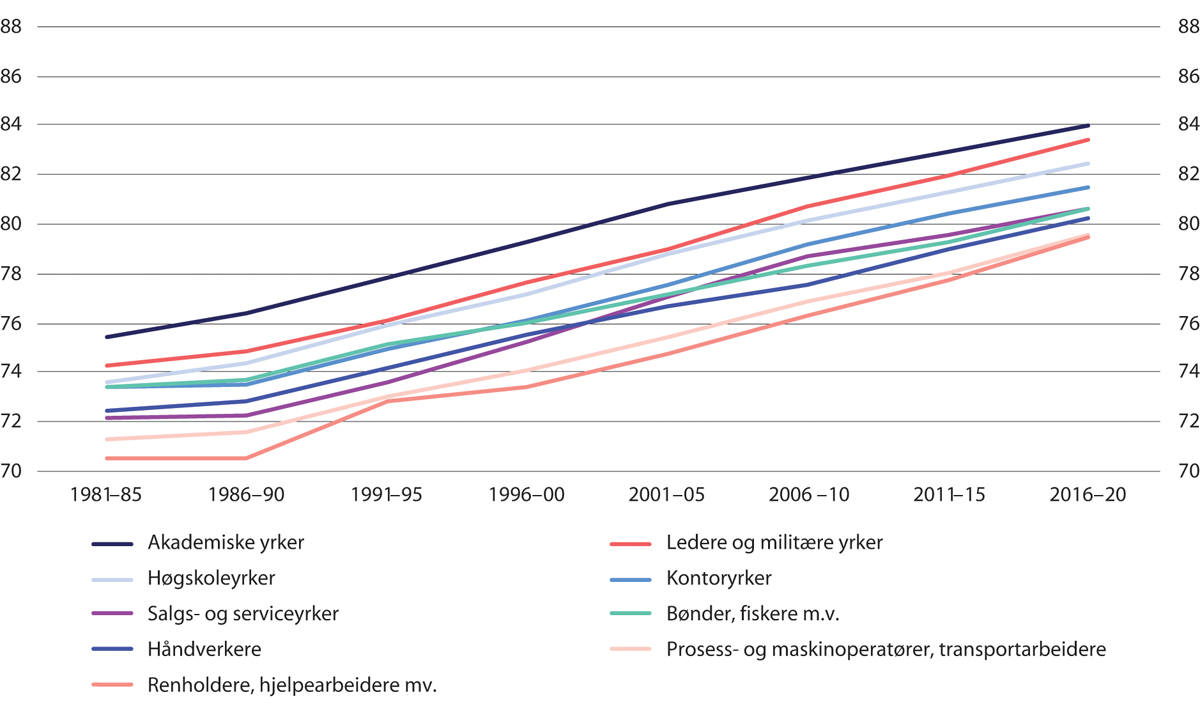 88 88
86 86
84 84
82 82
80 80
78 78
76 76
74 74
72 72
70 70
1981–85 1986–90 1991–95 1996–00 2001–05 2006 –10 2011–15 2016–20
Akademiske yrker Ledere og militære yrker
Høgskoleyrker Kontoryrker
Salgs- og serviceyrker Bønder, fiskere m.v.
Håndverkere Prosess- og maskinoperatører, transportarbeidere
Renholdere, hjelpearbeidere mv.